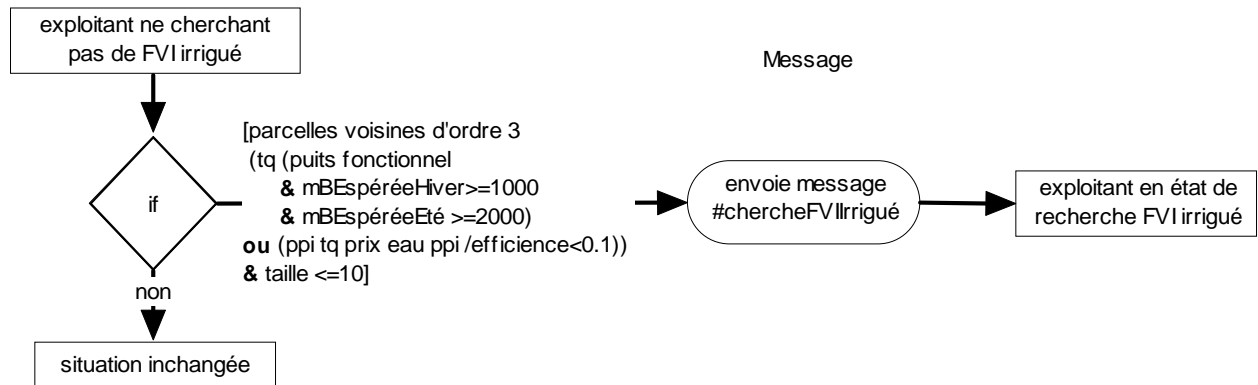 exploitant ne cherchant
pas de FVI irrigué
Message
[parcelles voisines d'ordre 3
(tq (puits fonctionnel
& mBEspéréeHiver>=1000
& mBEspéréeEté >=2000)
ou (ppi tq prix eau ppi /efficience<0.1))
& taille <=10]
if
envoie message
#chercheFVIIrrigué
exploitant en état de
recherche FVI irrigué
non
situation inchangée